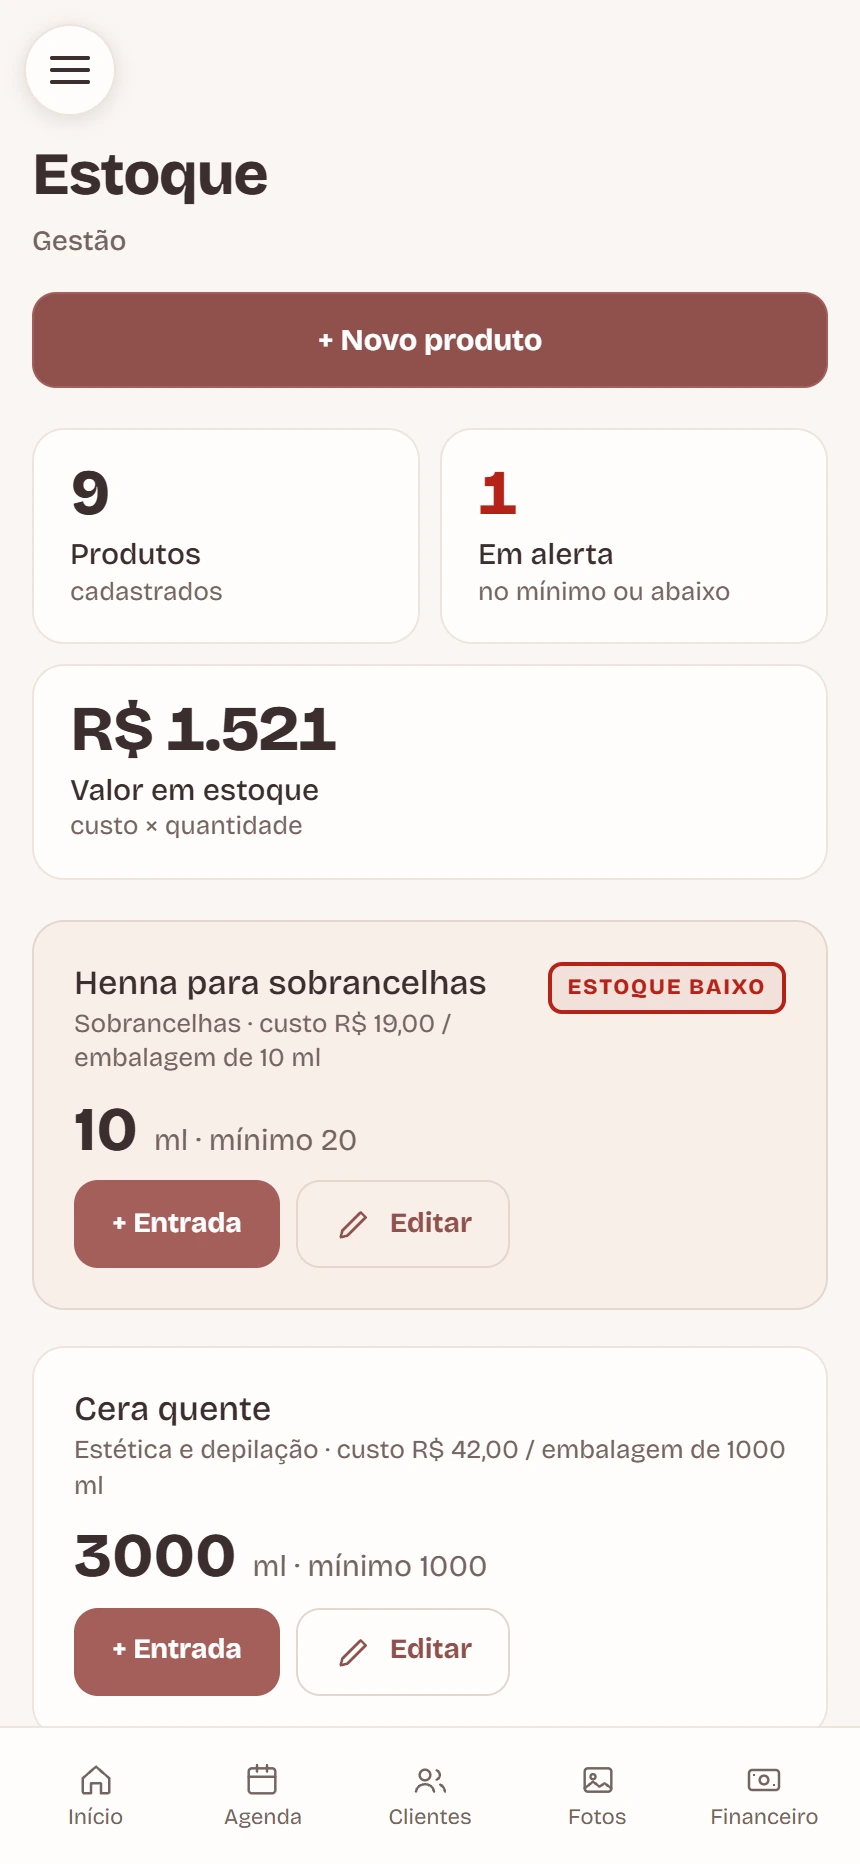 Estoque
Gestão
+ Novo produto
9
Produtos
cadastrados
1
Em alerta
no mínimo ou abaixo
R$ 1.521
Valor em estoque
custo × quantidade
Henna para sobrancelhas
ESTOQUE BAIXO
Sobrancelhas · custo R$ 19,00 /
embalagem de 10 ml
10 ml · mínimo 20
+ Entrada
Editar
Cera quente
Estética e depilação · custo R$ 42,00 / embalagem de 1000
ml
3000 ml · mínimo 1000
+ Entrada
Editar
Início
Agenda
Clientes
Fotos
Financeiro